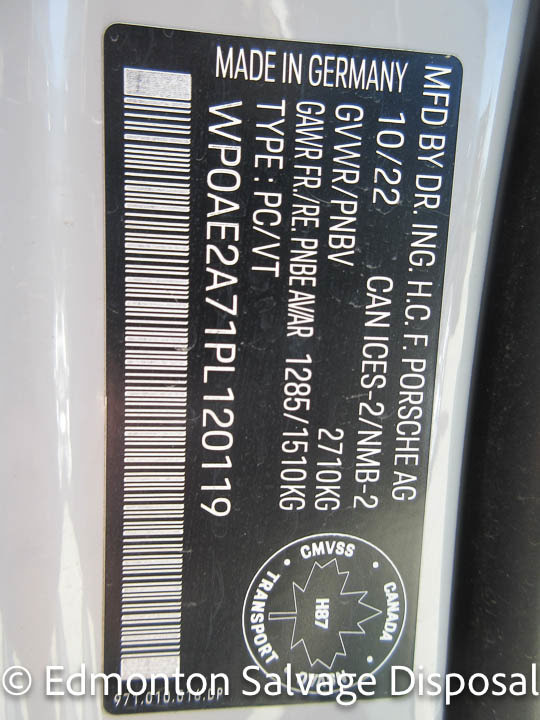 MFD BY DR. ING. H.C. F. PORSCHE AG
10/22 CAN ICES-2/NMB-2
GVWR/PNBV 2710KG
GAWR FR./RE. PNBE AV/AR 1285/1510KG
TYPE : PC/VT
WP0AE2A71PL120119
MADE IN GERMANY
CMVSS · CANADA
TRANSPORT
H87
© Edmonton Salvage Disposal